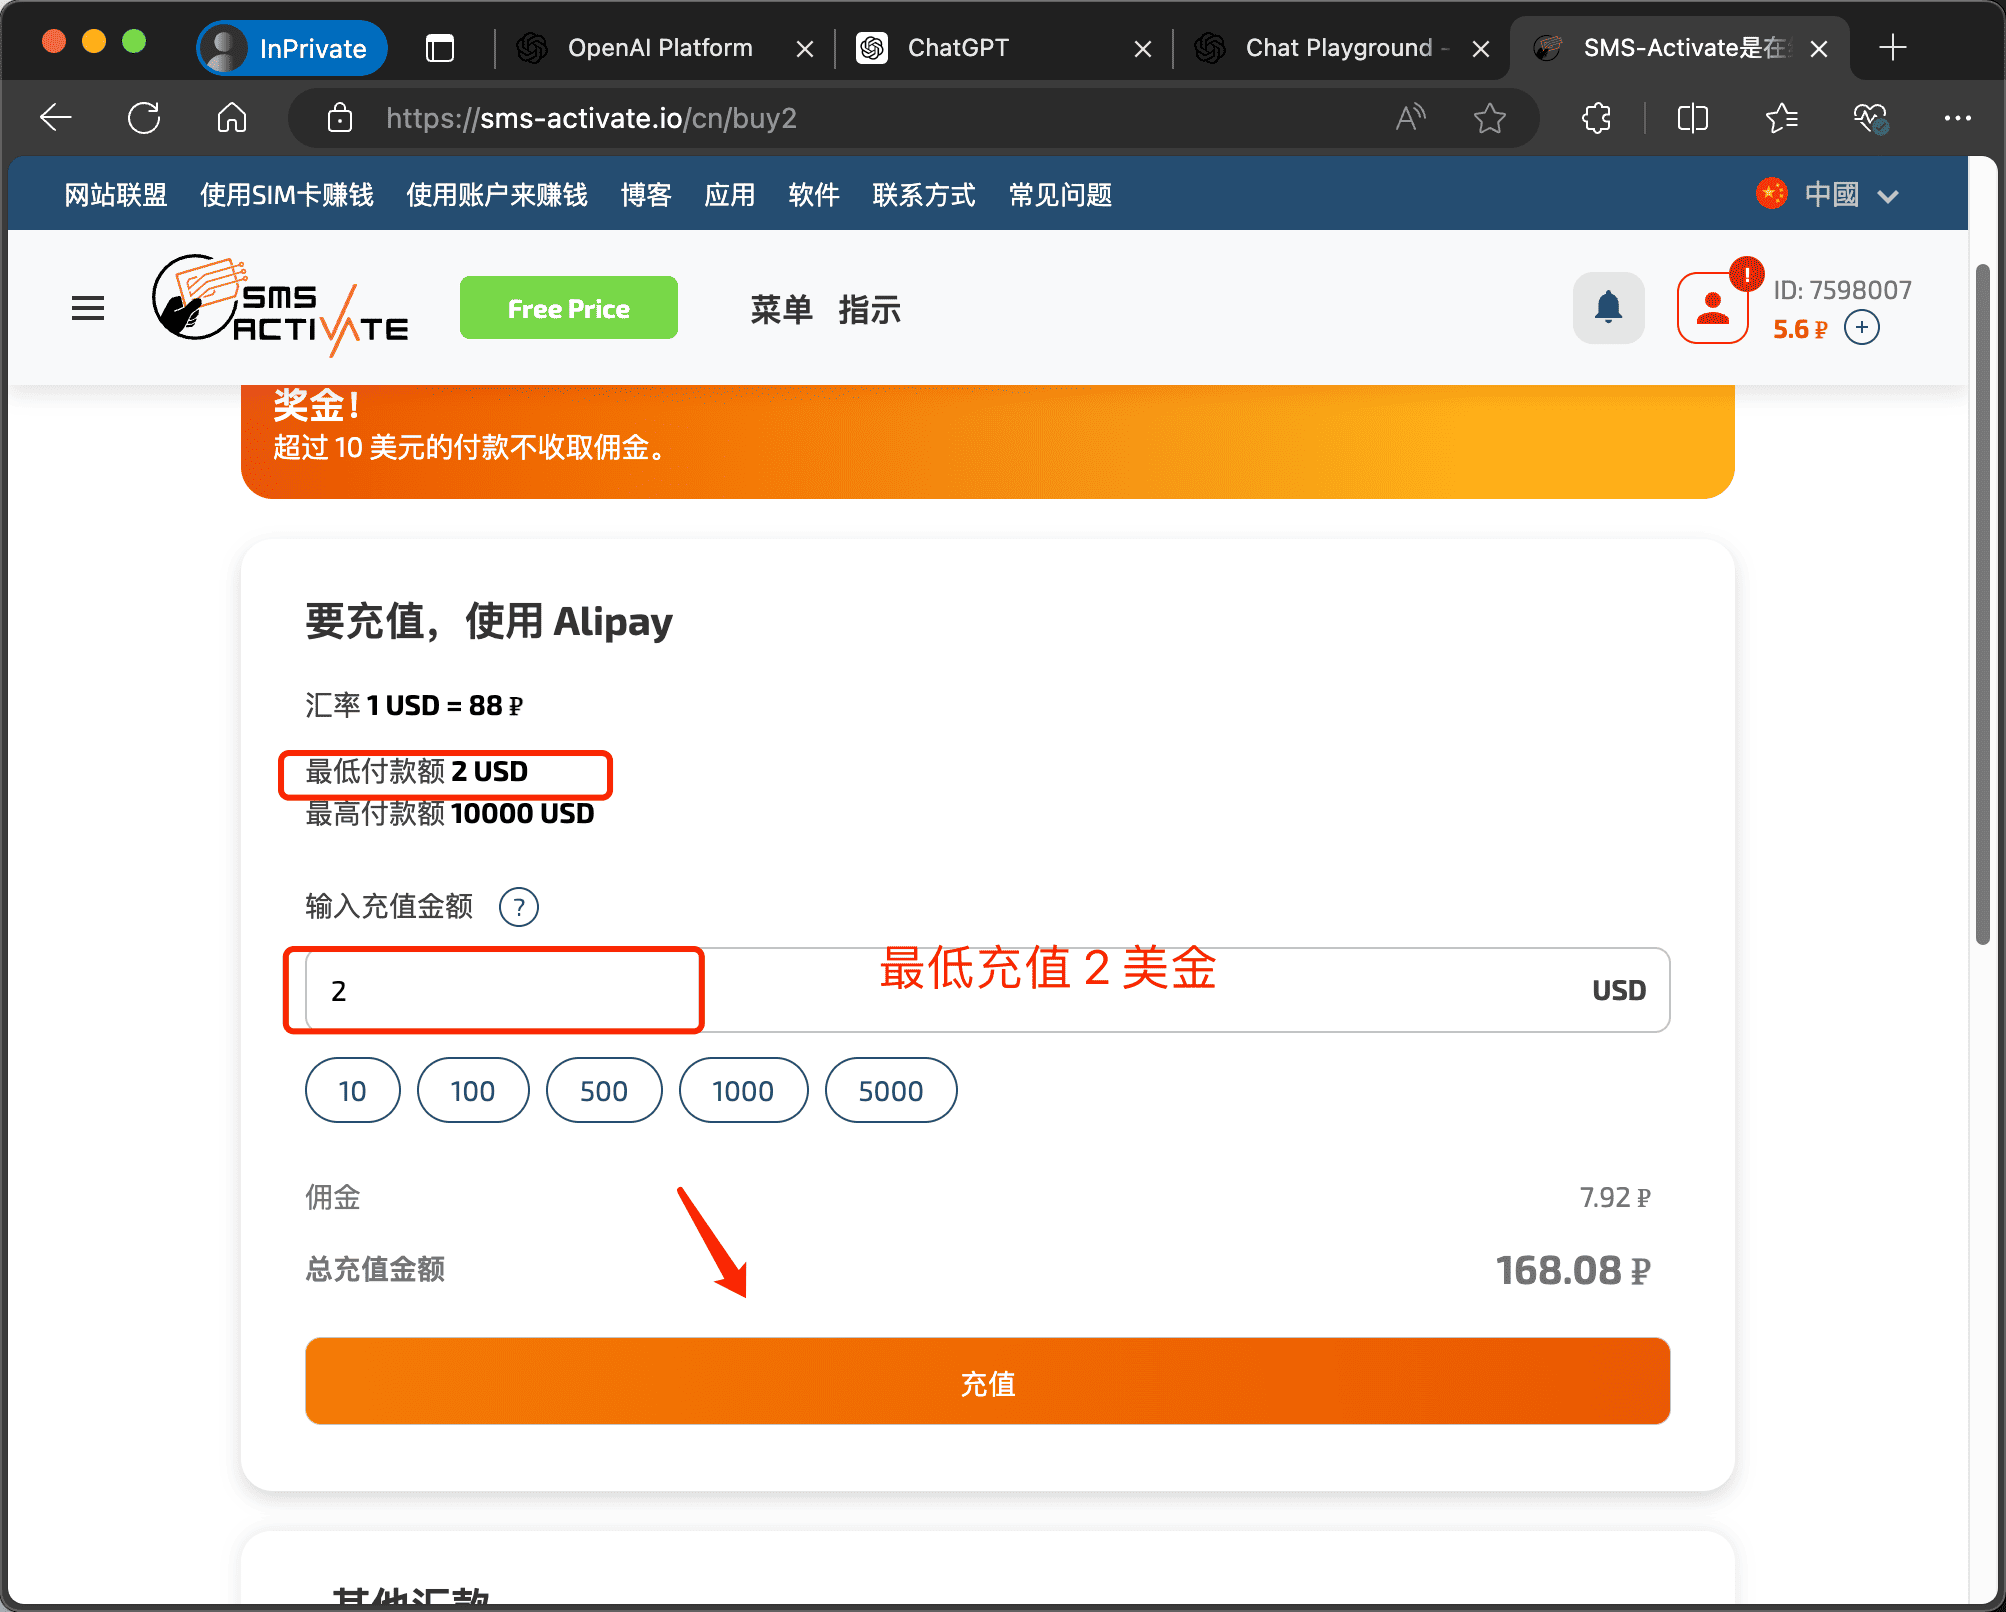 InPrivate
OpenAI Platform
ChatGPT
Chat Playground -
SMS-Activate是在
https://sms-activate.io/cn/buy2
网站联盟 使用SIM卡赚钱 使用账户来赚钱 博客 应用 软件 联系方式 常见问题
中國
SMS
ACTIVATE
Free Price
菜单 指示
ID: 7598007
5.6 ₽
奖金！
超过 10 美元的付款不收取佣金。
要充值，使用 Alipay
汇率 1 USD = 88 ₽
最低付款额 2 USD
最高付款额 10000 USD
输入充值金额 ?
2
最低充值 2 美金
USD
10 100 500 1000 5000
佣金 7.92 ₽
总充值金额 168.08 ₽
充值
其他汇款